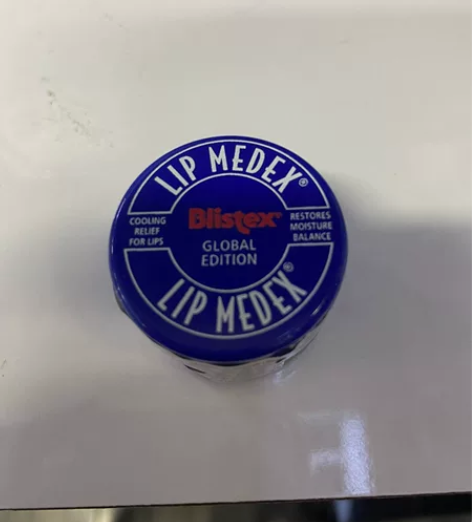 LIP MEDEX®
COOLING
RELIEF
FOR LIPS
Blistex®
GLOBAL
EDITION
RESTORES
MOISTURE
BALANCE
LIP MEDEX®